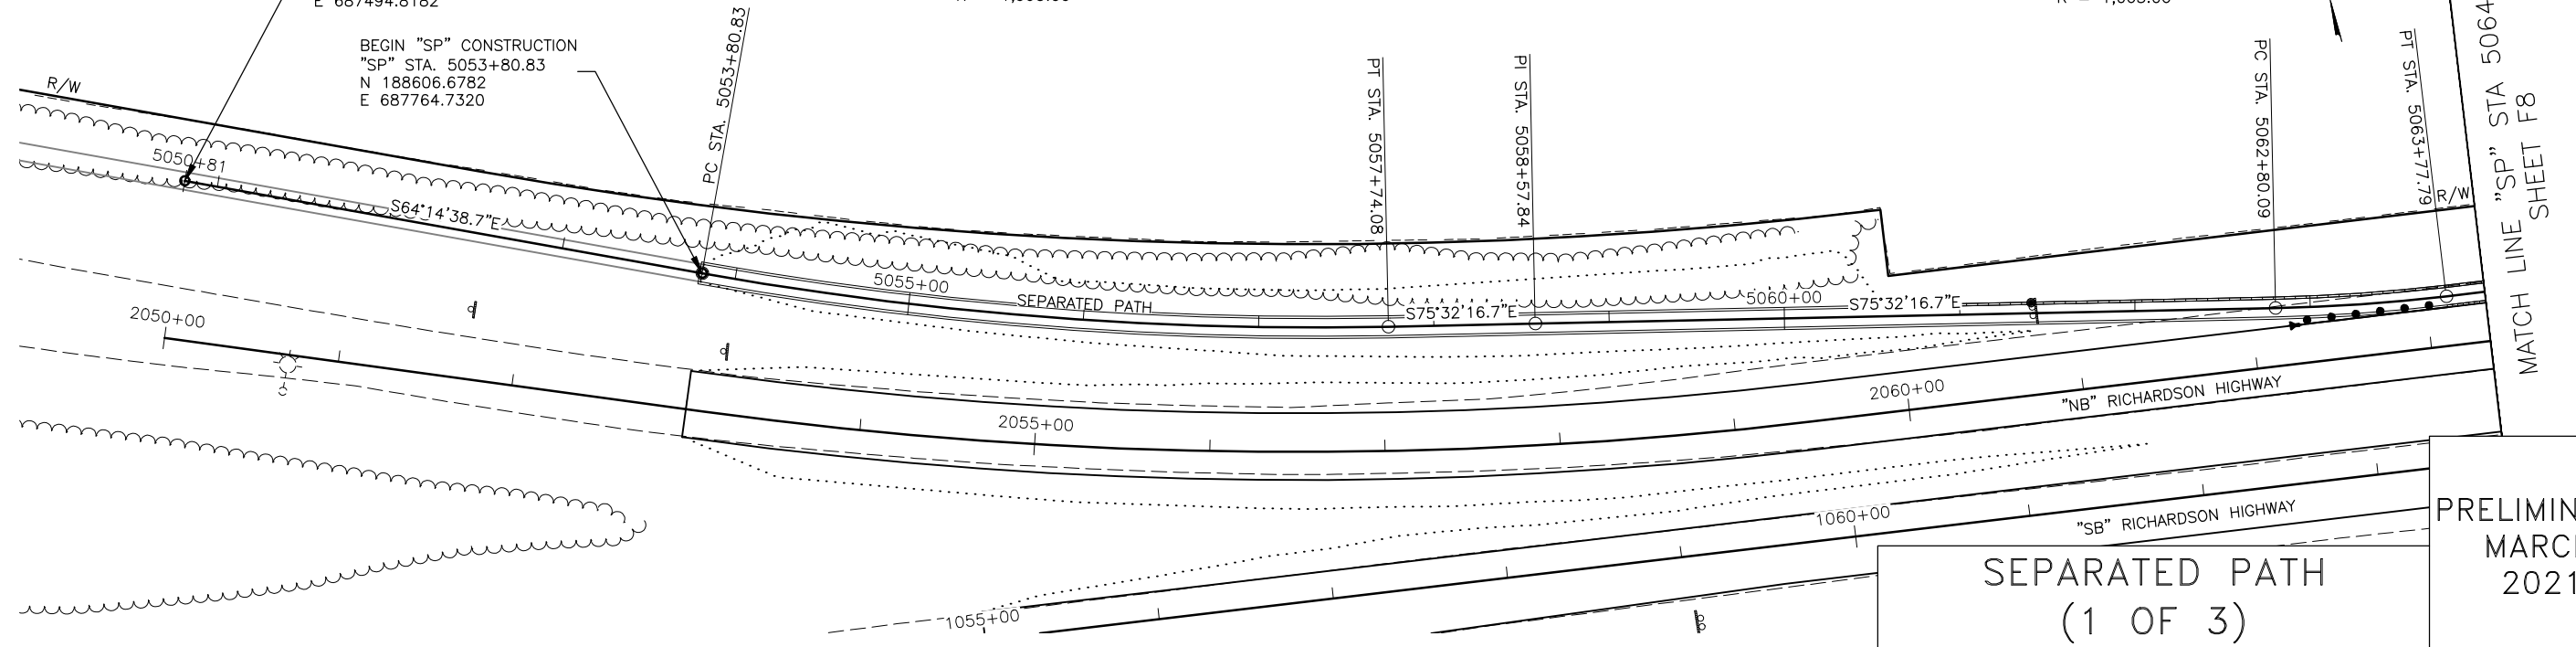 E 687494.8182
BEGIN "SP" CONSTRUCTION
"SP" STA. 5053+80.83
N 188606.6782
E 687764.7320
R/W
5050+81
S64°14'38.7"E
PC STA. 5053+80.83
5055+00
SEPARATED PATH
PT STA. 5057+74.08
S75°32'16.7"E
PI STA. 5058+57.84
5060+00
S75°32'16.7"E
PC STA. 5062+80.09
PT STA. 5063+77.79
R/W
MATCH LINE "SP" STA 5064
SHEET F8
2050+00
2055+00
2060+00
"NB" RICHARDSON HIGHWAY
1055+00
1060+00
"SB" RICHARDSON HIGHWAY
SEPARATED PATH
(1 OF 3)
PRELIMIN
MARC
2021